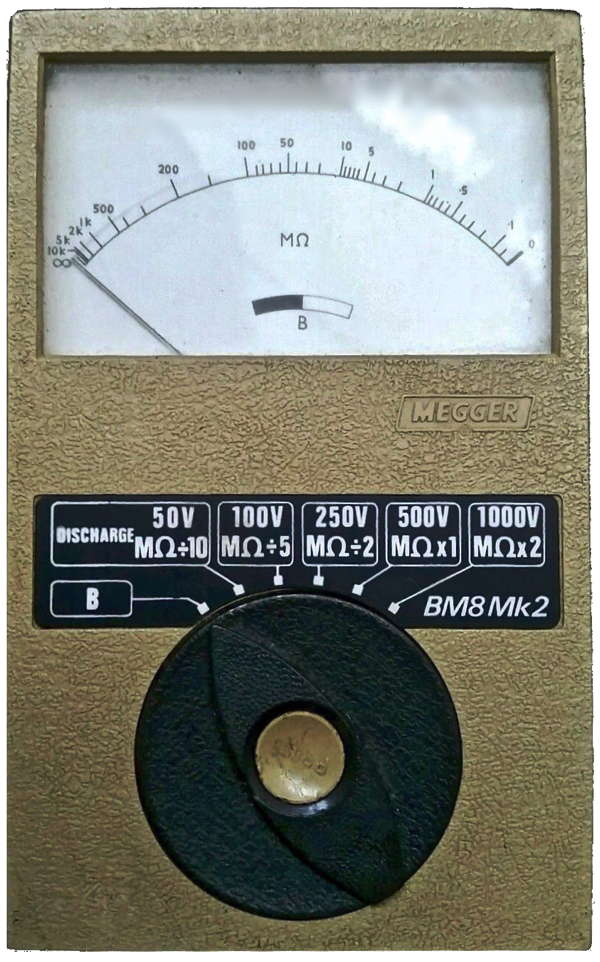 10k 5k 2k 1k 500 200 100 50 10 5 1 ·5 ·1 0
∞
MΩ
B
MEGGER
DISCHARGE 50V 100V 250V 500V 1000V
MΩ÷10 MΩ÷5 MΩ÷2 MΩx1 MΩx2
B
BM8 Mk2